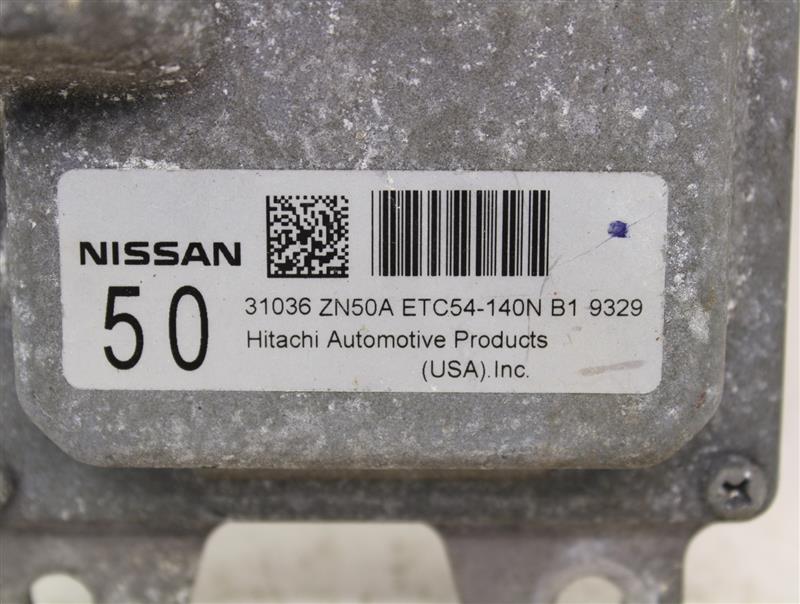 NISSAN
50
31036 ZN50A ETC54-140N B1 9329
Hitachi Automotive Products
(USA).Inc.